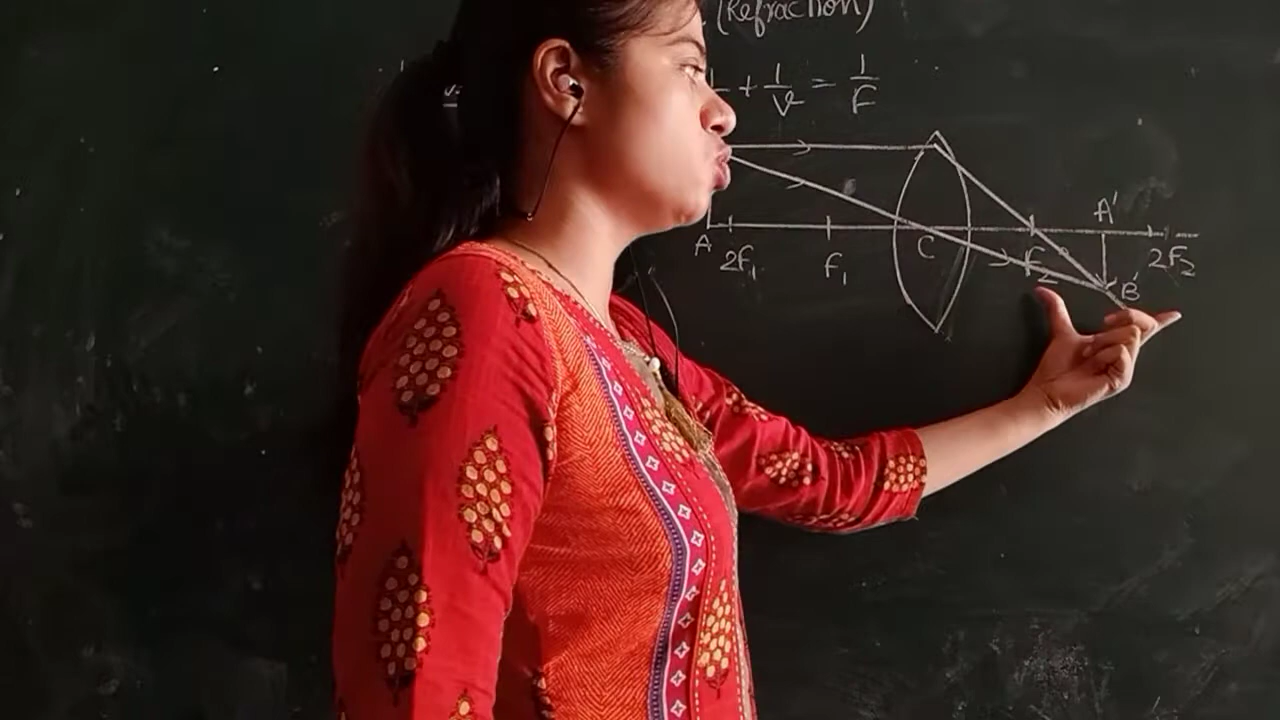 (Refraction)
+ 1/v = 1/F
A'
A 2F₁ F₁ C F₂ 2F₂
B'